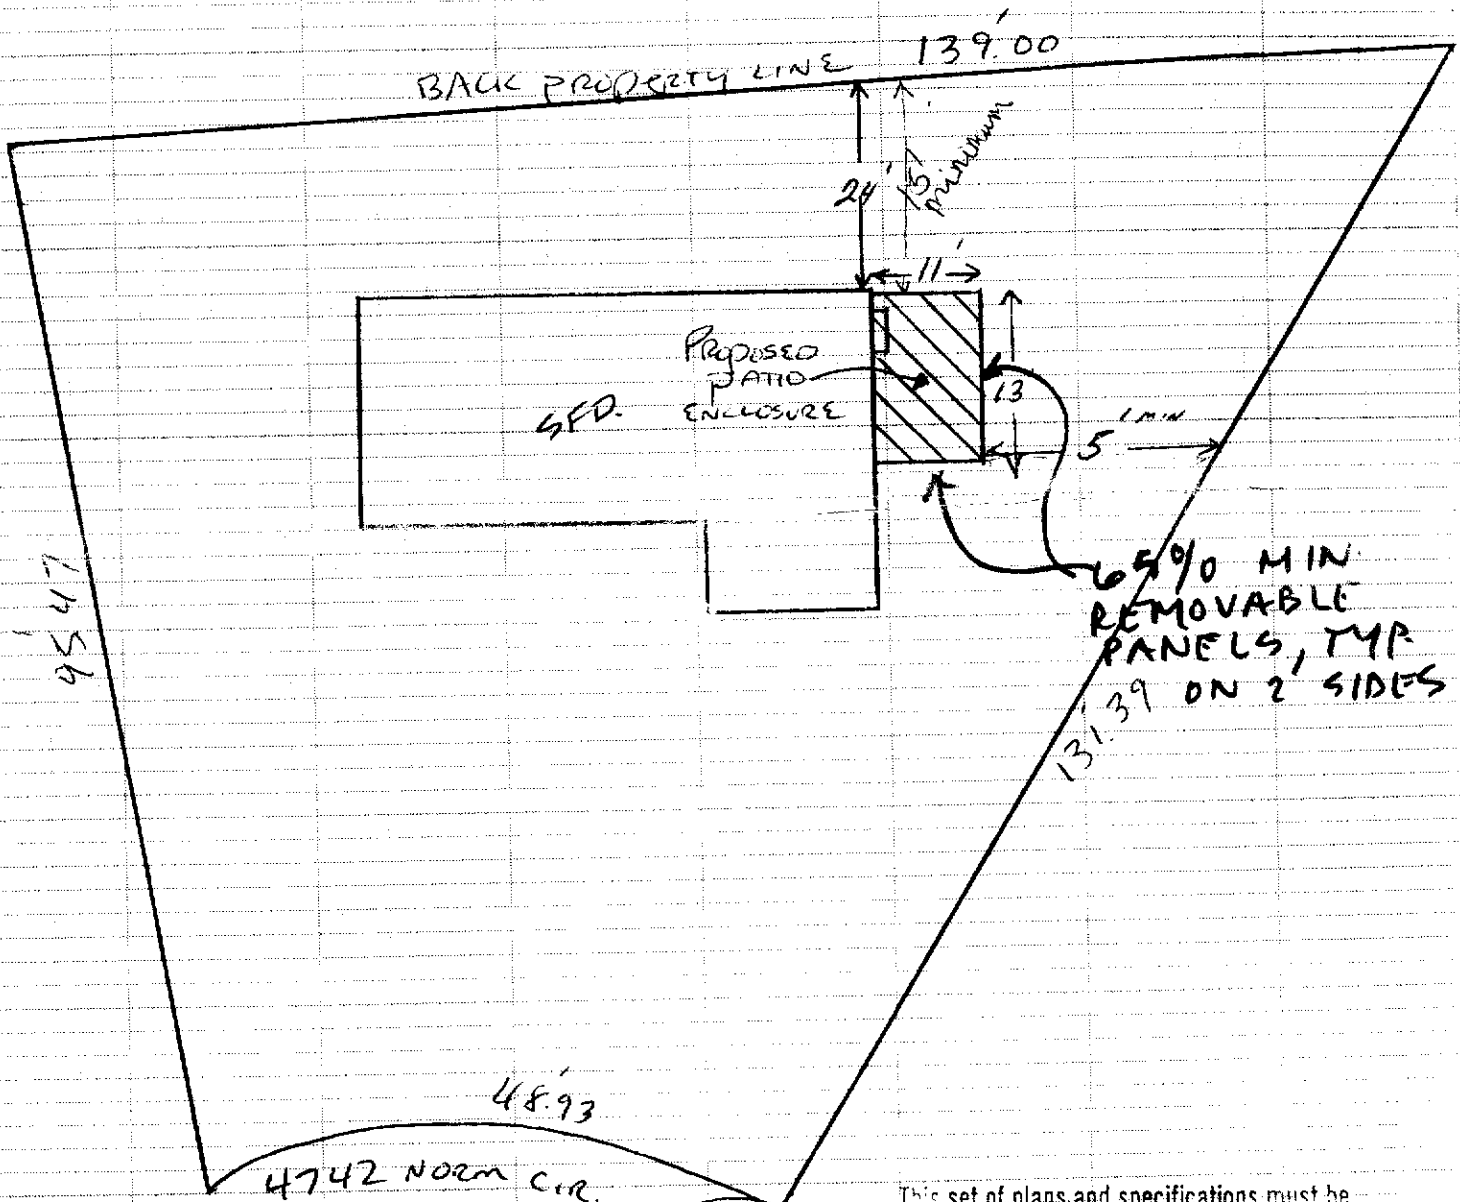 139.00'
BACK PROPERTY LINE
24'
15'
minimum
11'
PROPOSED
PATIO
ENCLOSURE
SFD.
13
5' MIN
65% MIN
REMOVABLE
PANELS, TYP.
ON 2 SIDES
95.47'
131.39'
48.93'
4742 NORM CIR.
This set of plans and specifications must be